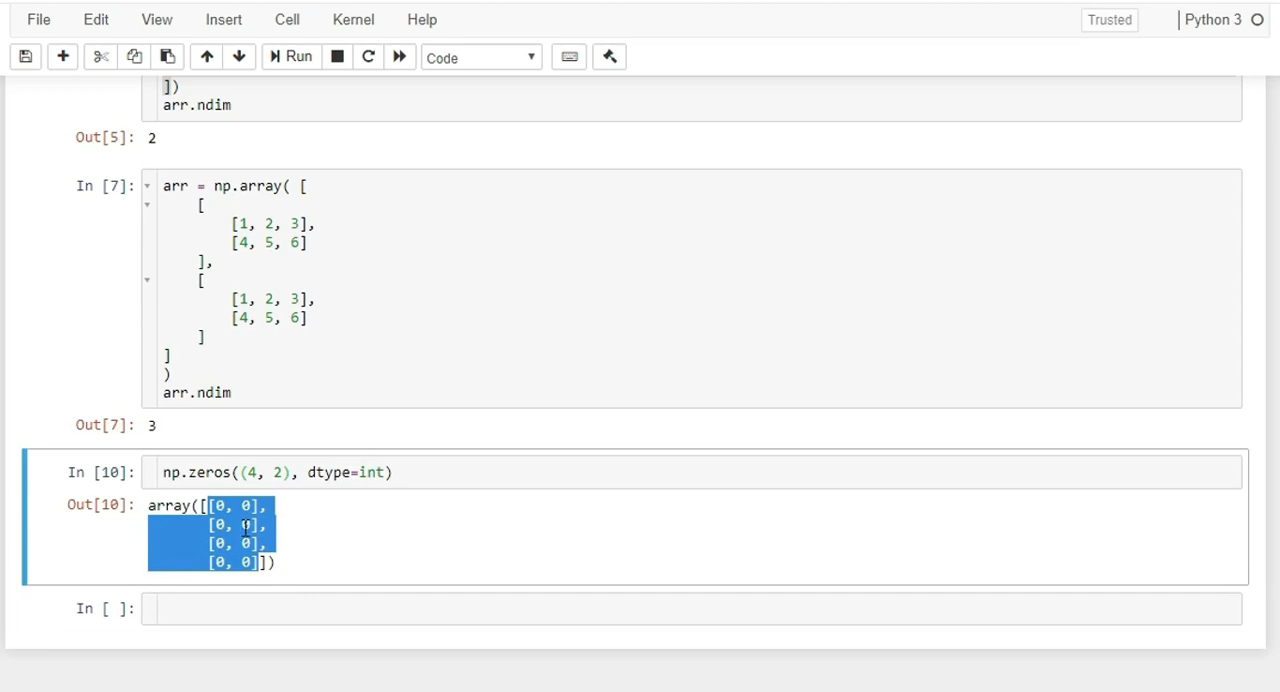 File Edit View Insert Cell Kernel Help Trusted Python 3
Run Code
])
arr.ndim
Out[5]: 2
In [7]: arr = np.array( [
[
[1, 2, 3],
[4, 5, 6]
],
[
[1, 2, 3],
[4, 5, 6]
]
]
)
arr.ndim
Out[7]: 3
In [10]: np.zeros((4, 2), dtype=int)
Out[10]: array([[0, 0],
[0, 0],
[0, 0],
[0, 0]])
In [ ]: